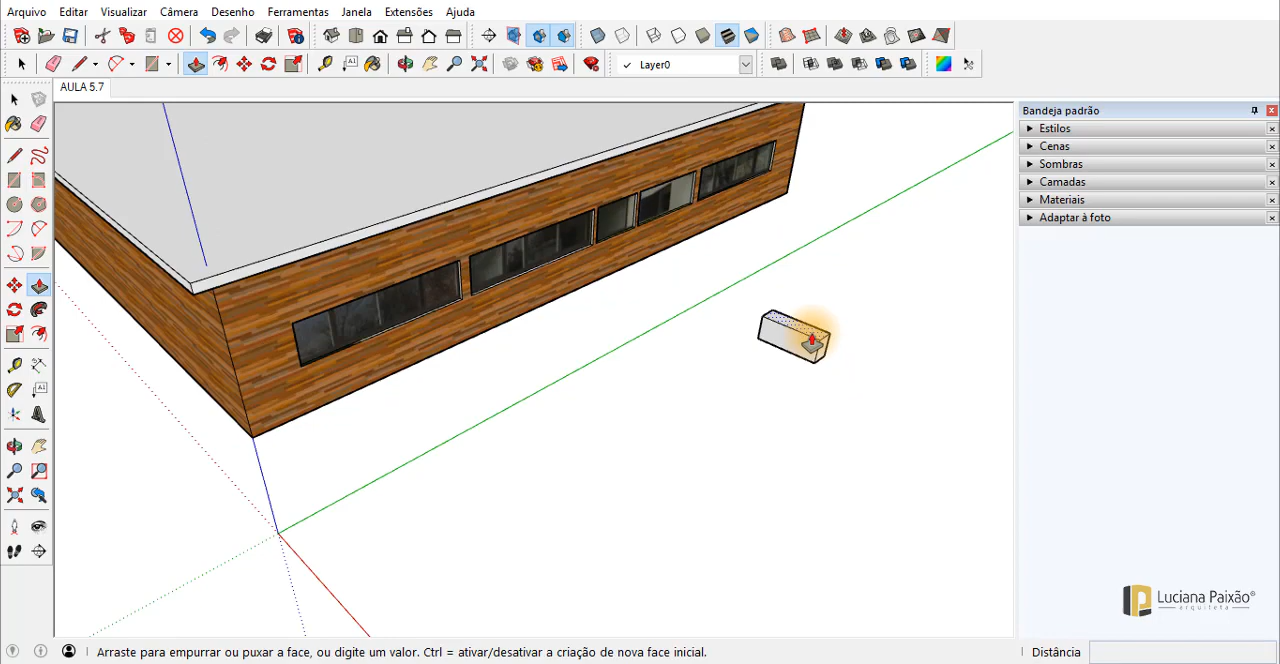 Arquivo Editar Visualizar Câmera Desenho Ferramentas Janela Extensões Ajuda
Layer0
AULA 5.7
Bandeja padrão
Estilos
Cenas
Sombras
Camadas
Materiais
Adaptar à foto
Luciana Paixão®
arquiteta
Arraste para empurrar ou puxar a face, ou digite um valor. Ctrl = ativar/desativar a criação de nova face inicial.
Distância